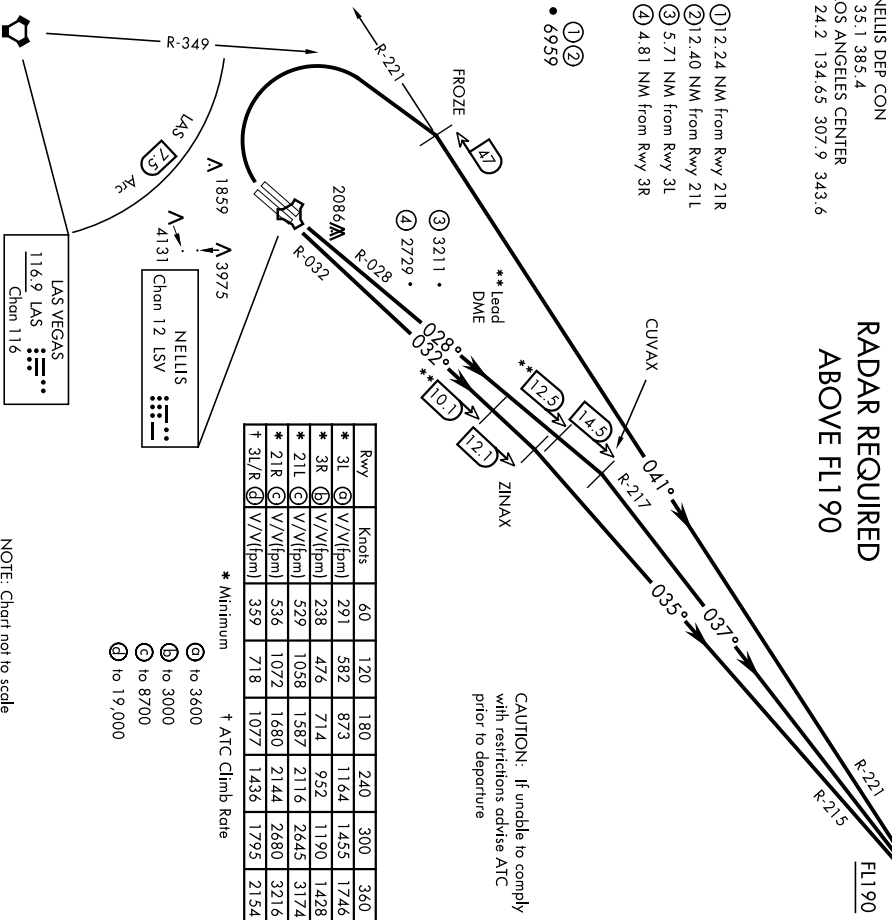 NELLIS DEP CON
35.1 385.4
OS ANGELES CENTER
24.2 134.65 307.9 343.6
RADAR REQUIRED
ABOVE FL190
FL190
① 12.24 NM from Rwy 21R
② 12.40 NM from Rwy 21L
③ 5.71 NM from Rwy 3L
④ 4.81 NM from Rwy 3R
① ②
6959
R-221
FROZE
47
CUVAX
041°
R-221
R-349
LAS
7.5
Arc
1859
3975
4131
2086
③ 3211
④ 2729
** Lead
DME
R-028
R-032
028°
032°
** 12.5
14.5
** 10.1
12.1
ZINAX
R-217
037°
035°
R-215
LAS VEGAS
116.9 LAS
Chan 116
NELLIS
Chan 12 LSV
CAUTION: If unable to comply
with restrictions advise ATC
prior to departure
Rwy Knots 60 120 180 240 300 360
* 3L ⓐ V/V(fpm) 291 582 873 1164 1455 1746
* 3R ⓑ V/V(fpm) 238 476 714 952 1190 1428
* 21L ⓒ V/V(fpm) 529 1058 1587 2116 2645 3174
* 21R ⓒ V/V(fpm) 536 1072 1680 2144 2680 3216
† 3L/R ⓓ V/V(fpm) 359 718 1077 1436 1795 2154
* Minimum † ATC Climb Rate
ⓐ to 3600
ⓑ to 3000
ⓒ to 8700
ⓓ to 19,000
NOTE: Chart not to scale